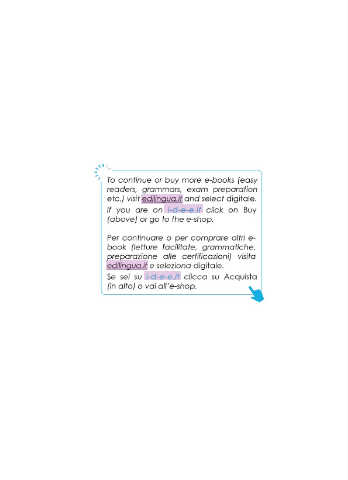 To continue or buy more e-books (easy
readers, grammars, exam preparation
etc.) visit edilingua.it and select digitale.
If you are on i-d-e-e.it click on Buy
(above) or go to the e-shop.
Per continuare o per comprare altri e-
book (letture facilitate, grammatiche,
preparazione alle certificazioni) visita
edilingua.it e seleziona digitale.
Se sei su i-d-e-e.it clicca su Acquista
(in alto) o vai all'e-shop.